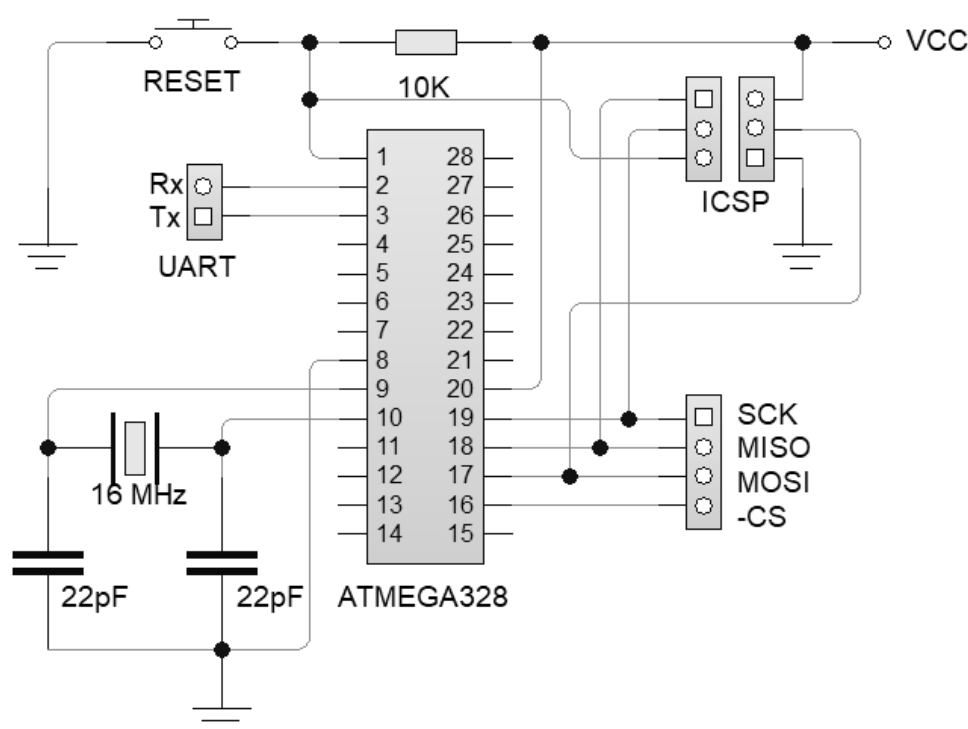 VCC
RESET
10K
ICSP
Rx
Tx
UART
1 28
2 27
3 26
4 25
5 24
6 23
7 22
8 21
9 20
10 19
11 18
12 17
13 16
14 15
SCK
MISO
MOSI
-CS
16 MHz
22pF
22pF
ATMEGA328